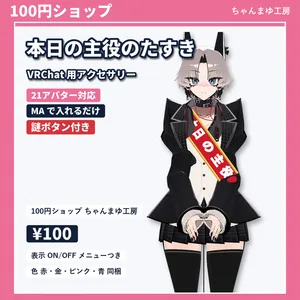 100円ショップ
ちゃんまゆ工房
本日の主役のたすき
VRChat 用アクセサリー
21アバター対応
MA で入れるだけ
謎ボタン付き
本日の主役
100円ショップ ちゃんまゆ工房
¥100
表示 ON/OFF メニューつき
色 赤・金・ピンク・青 同梱